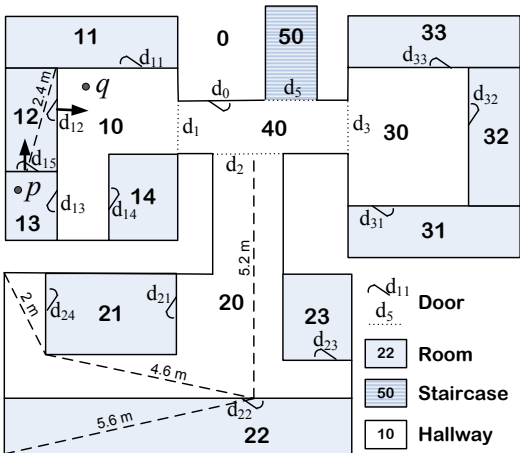 11
0
50
33
d₁₁
d₃₃
2.4 m
q
d₀
d₅
d₃₂
12
d₁₂
10
d₁
40
d₃
30
32
d₁₅
d₂
p
13
d₁₃
d₁₄
14
d₃₁
31
5.2 m
d₂₄
21
d₂₁
20
23
d₁₁
d₅
Door
2 m
d₂₃
22
Room
4.6 m
50
Staircase
5.6 m
d₂₂
22
10
Hallway